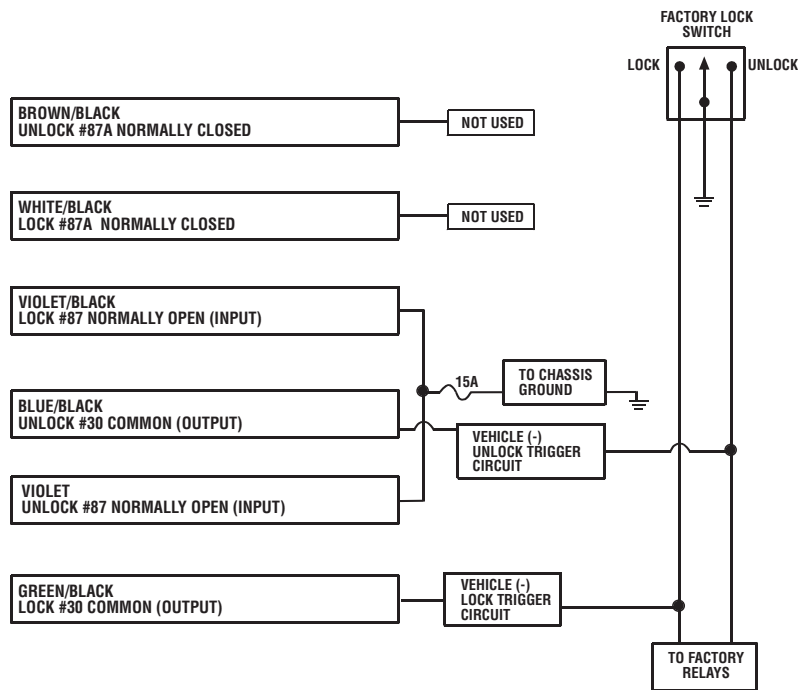 FACTORY LOCK
SWITCH
LOCK
UNLOCK
BROWN/BLACK
UNLOCK #87A NORMALLY CLOSED
NOT USED
WHITE/BLACK
LOCK #87A NORMALLY CLOSED
NOT USED
VIOLET/BLACK
LOCK #87 NORMALLY OPEN (INPUT)
15A
TO CHASSIS
GROUND
BLUE/BLACK
UNLOCK #30 COMMON (OUTPUT)
VEHICLE (-)
UNLOCK TRIGGER
CIRCUIT
VIOLET
UNLOCK #87 NORMALLY OPEN (INPUT)
GREEN/BLACK
LOCK #30 COMMON (OUTPUT)
VEHICLE (-)
LOCK TRIGGER
CIRCUIT
TO FACTORY
RELAYS